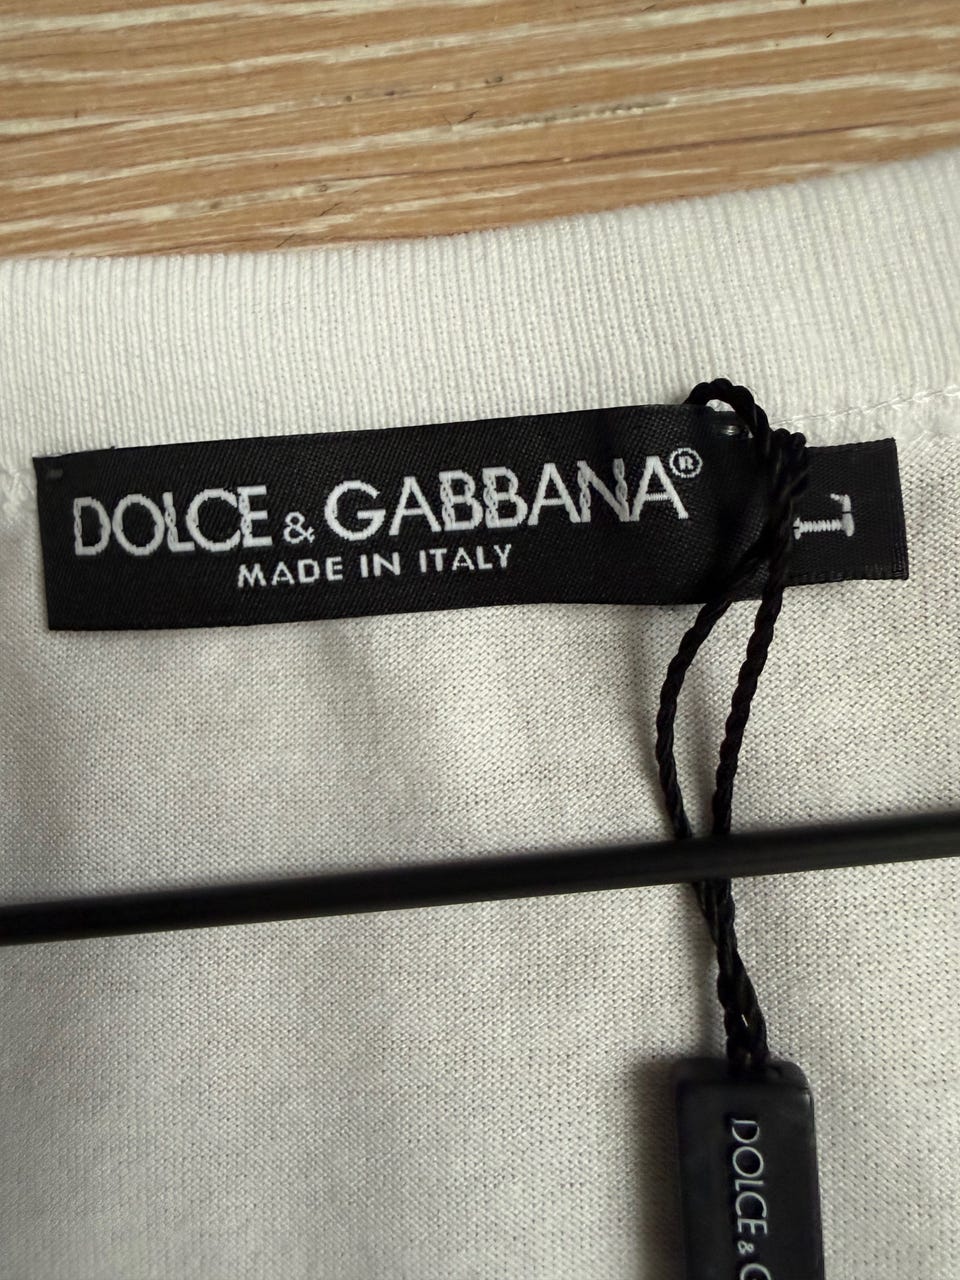 DOLCE & GABBANA®
MADE IN ITALY
L
DOLCE & G